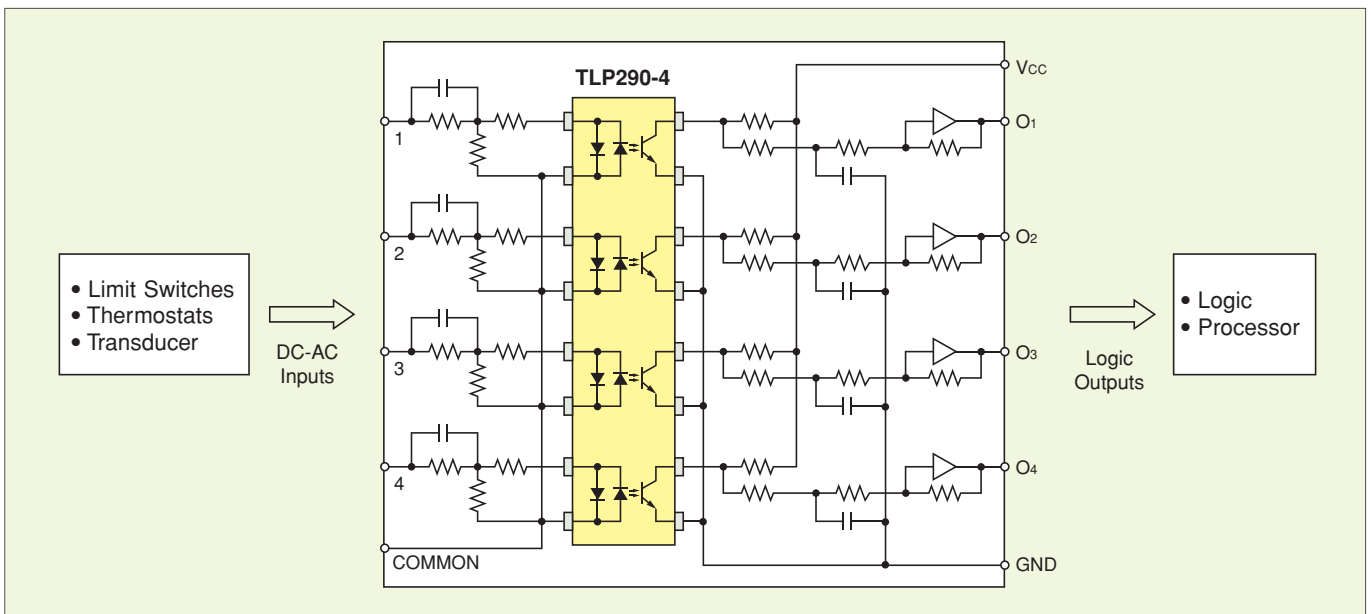 • Limit Switches
• Thermostats
• Transducer
DC-AC
Inputs
TLP290-4
1
2
3
4
COMMON
VCC
O1
O2
O3
O4
GND
Logic
Outputs
• Logic
• Processor